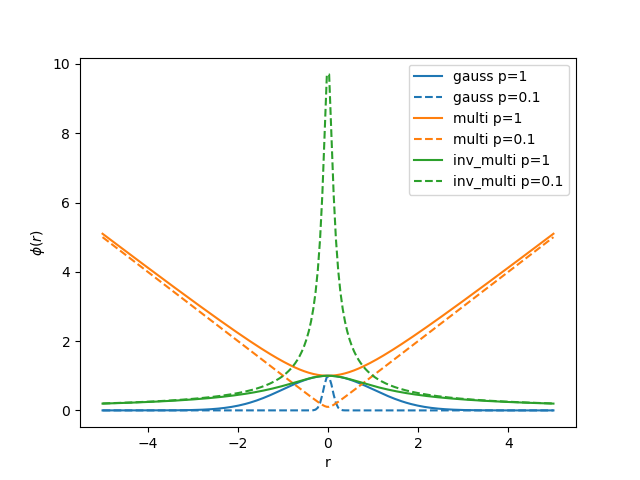 10
8
6
4
2
0
ϕ(r)
−4
−2
0
2
4
r
gauss p=1
gauss p=0.1
multi p=1
multi p=0.1
inv_multi p=1
inv_multi p=0.1